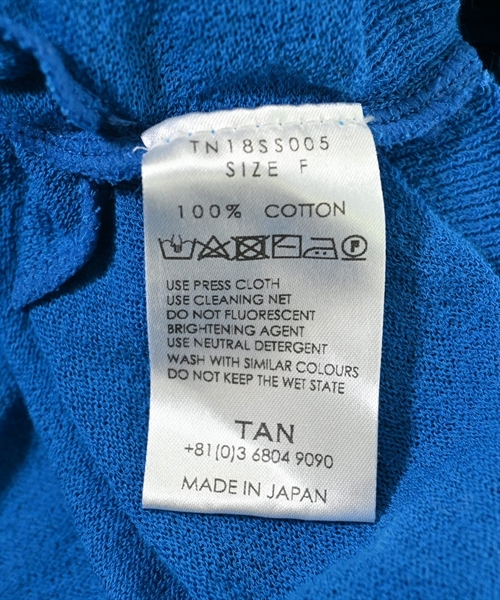 TN18SS005
SIZE F
100% COTTON
F
USE PRESS CLOTH
USE CLEANING NET
DO NOT FLUORESCENT
BRIGHTENING AGENT
USE NEUTRAL DETERGENT
WASH WITH SIMILAR COLOURS
DO NOT KEEP THE WET STATE
TAN
+81(0)3 6804 9090
MADE IN JAPAN